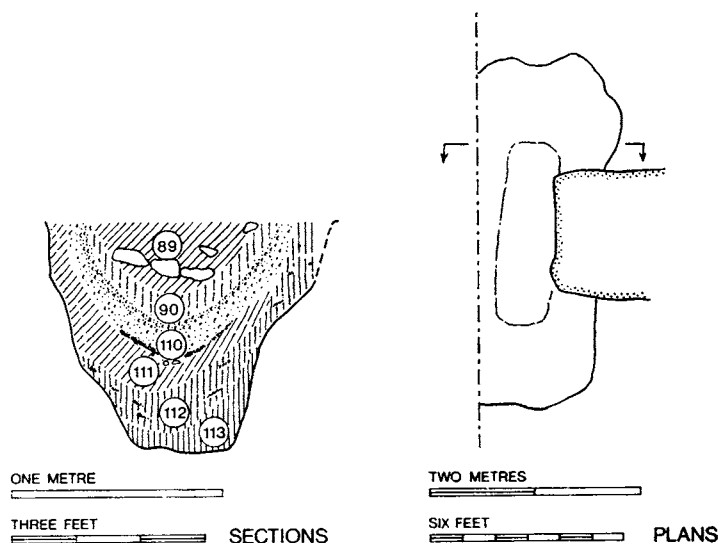 89
90
110
111
112
113
ONE METRE
THREE FEET
SECTIONS
TWO METRES
SIX FEET
PLANS